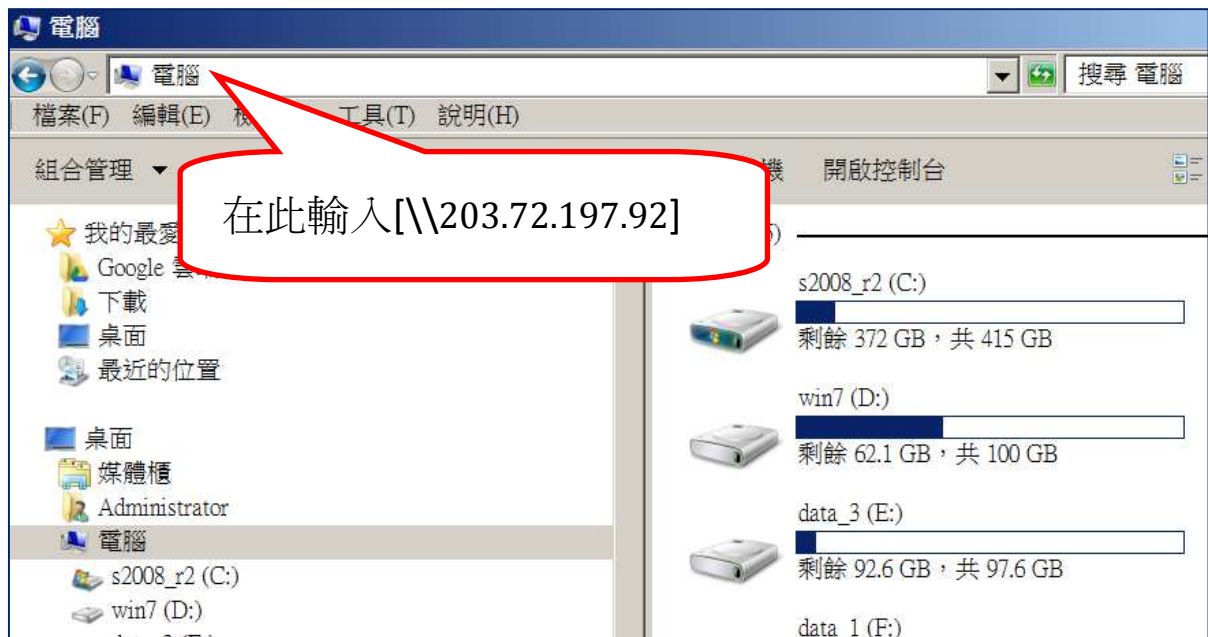 電腦
電腦
搜尋 電腦
檔案(F) 編輯(E) 工具(T) 說明(H)
組合管理 開啟控制台
在此輸入[\\203.72.197.92]
我的最愛
Google
下載
桌面
最近的位置
桌面
媒體櫃
Administrator
電腦
s2008_r2 (C:)
win7 (D:)
s2008_r2 (C:)
剩餘 372 GB,共 415 GB
win7 (D:)
剩餘 62.1 GB,共 100 GB
data_3 (E:)
剩餘 92.6 GB,共 97.6 GB
data_1 (F:)